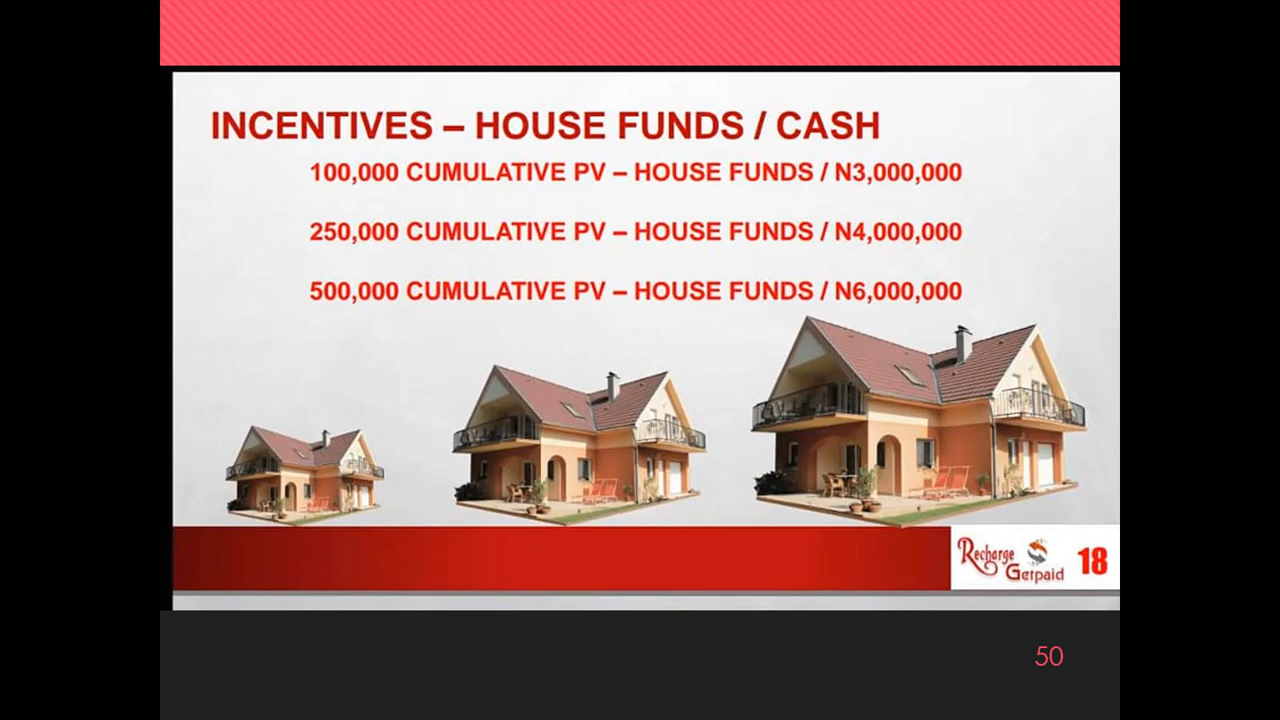 INCENTIVES – HOUSE FUNDS / CASH
100,000 CUMULATIVE PV – HOUSE FUNDS / N3,000,000
250,000 CUMULATIVE PV – HOUSE FUNDS / N4,000,000
500,000 CUMULATIVE PV – HOUSE FUNDS / N6,000,000
Recharge
Getpaid
18
50